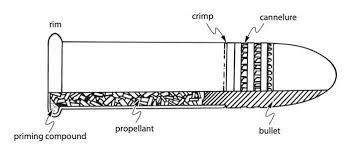 crimp cannelure
rim
priming compound propellant bullet